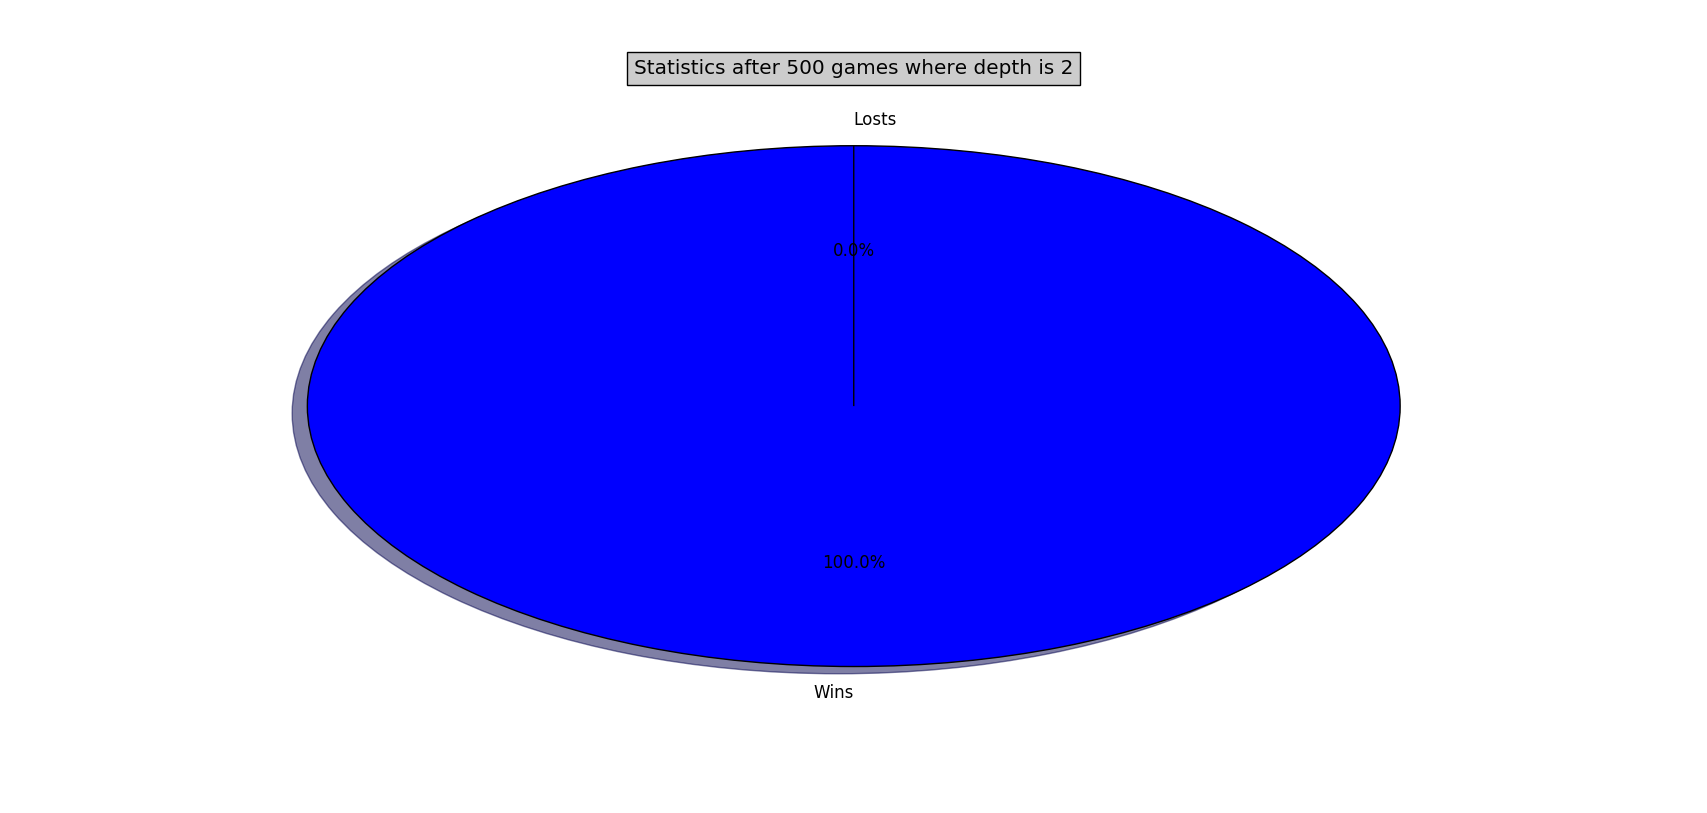 Statistics after 500 games where depth is 2
Losts
0.0%
100.0%
Wins